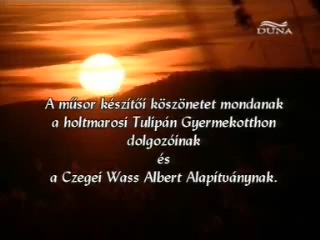 DUNA
A műsor készítői köszönetet mondanak
a holtmarosi Tulipán Gyermekotthon
dolgozóinak
és
a Czegei Wass Albert Alapítványnak.